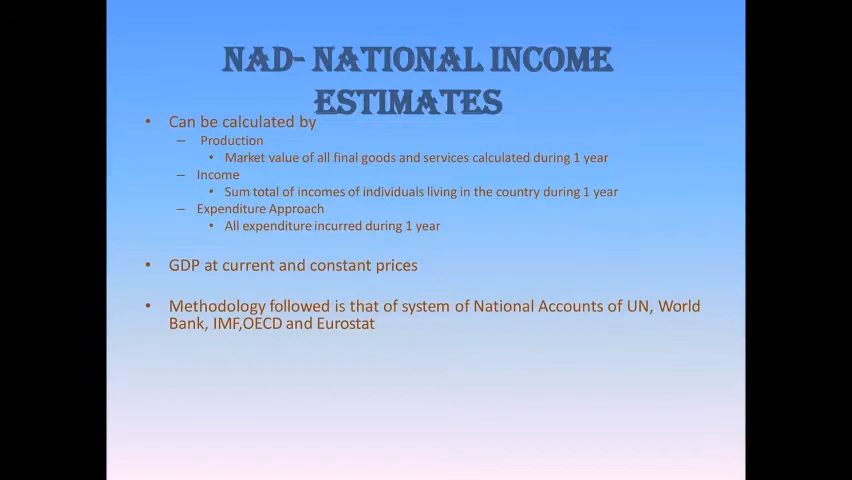 NAD- NATIONAL INCOME
ESTIMATES
• Can be calculated by
– Production
• Market value of all final goods and services calculated during 1 year
– Income
• Sum total of incomes of individuals living in the country during 1 year
– Expenditure Approach
• All expenditure incurred during 1 year
• GDP at current and constant prices
• Methodology followed is that of system of National Accounts of UN, World
Bank, IMF,OECD and Eurostat